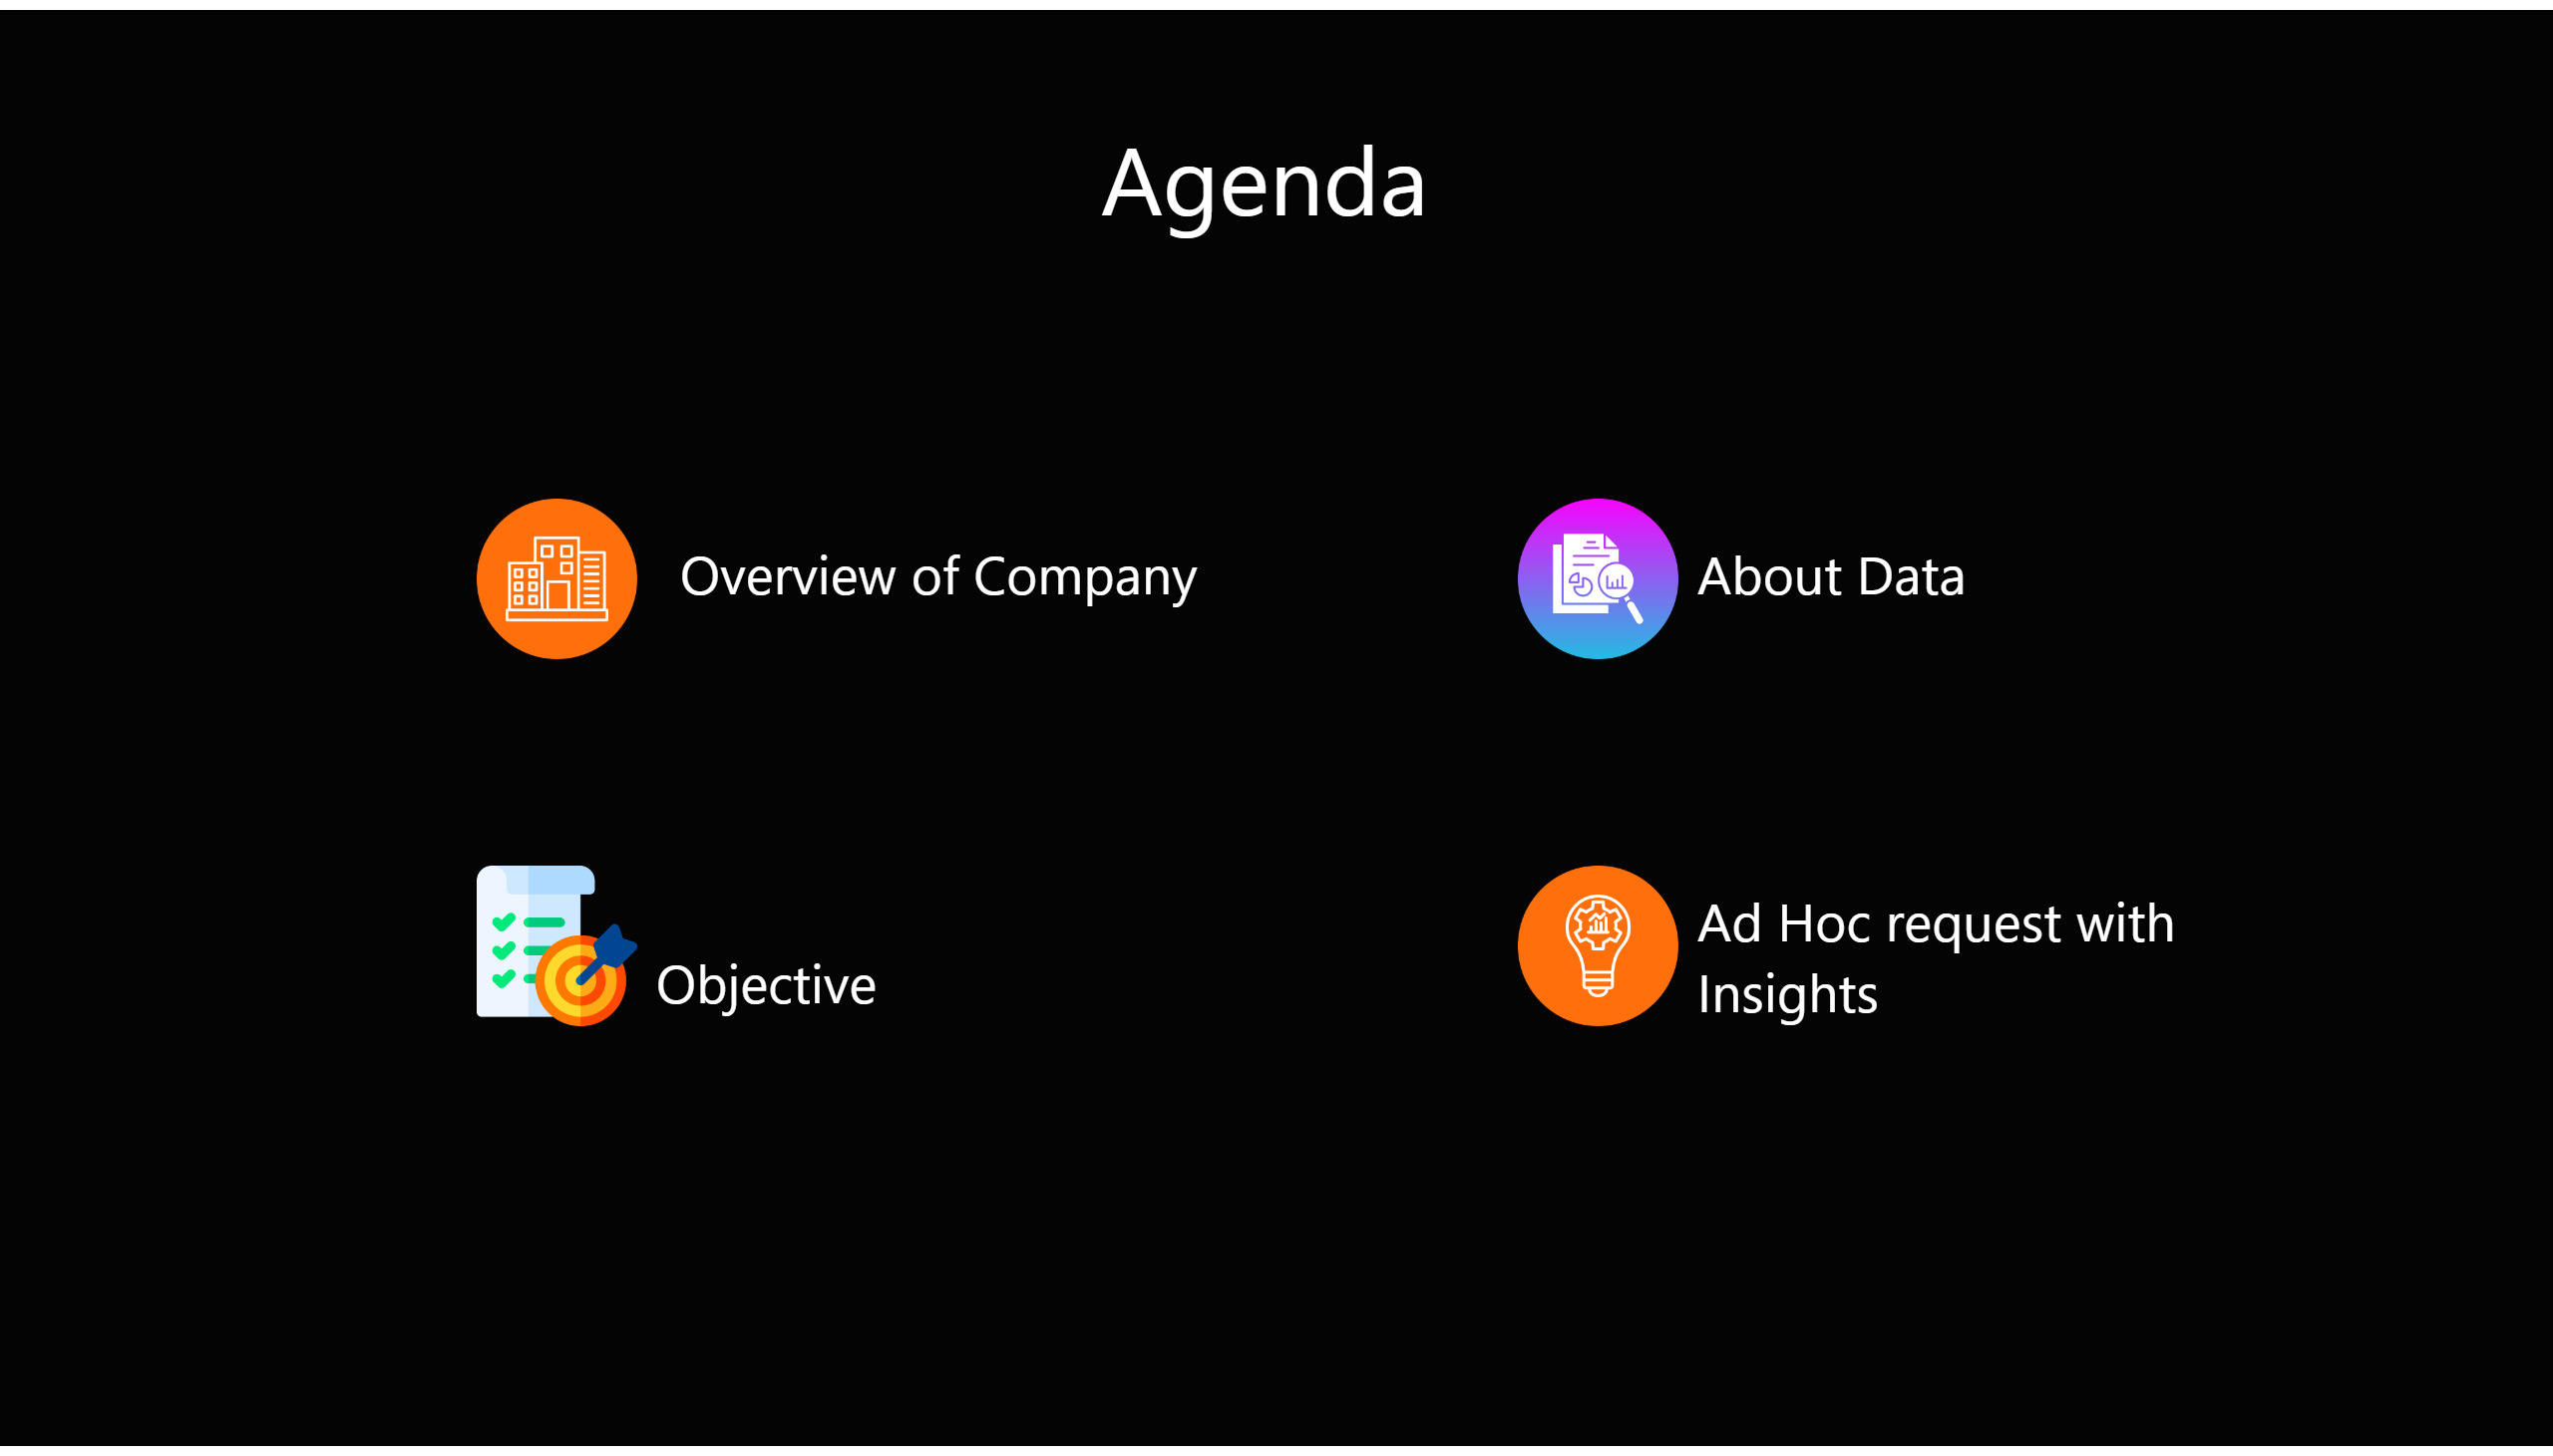 Agenda
Overview of Company
About Data
Objective
Ad Hoc request with
Insights